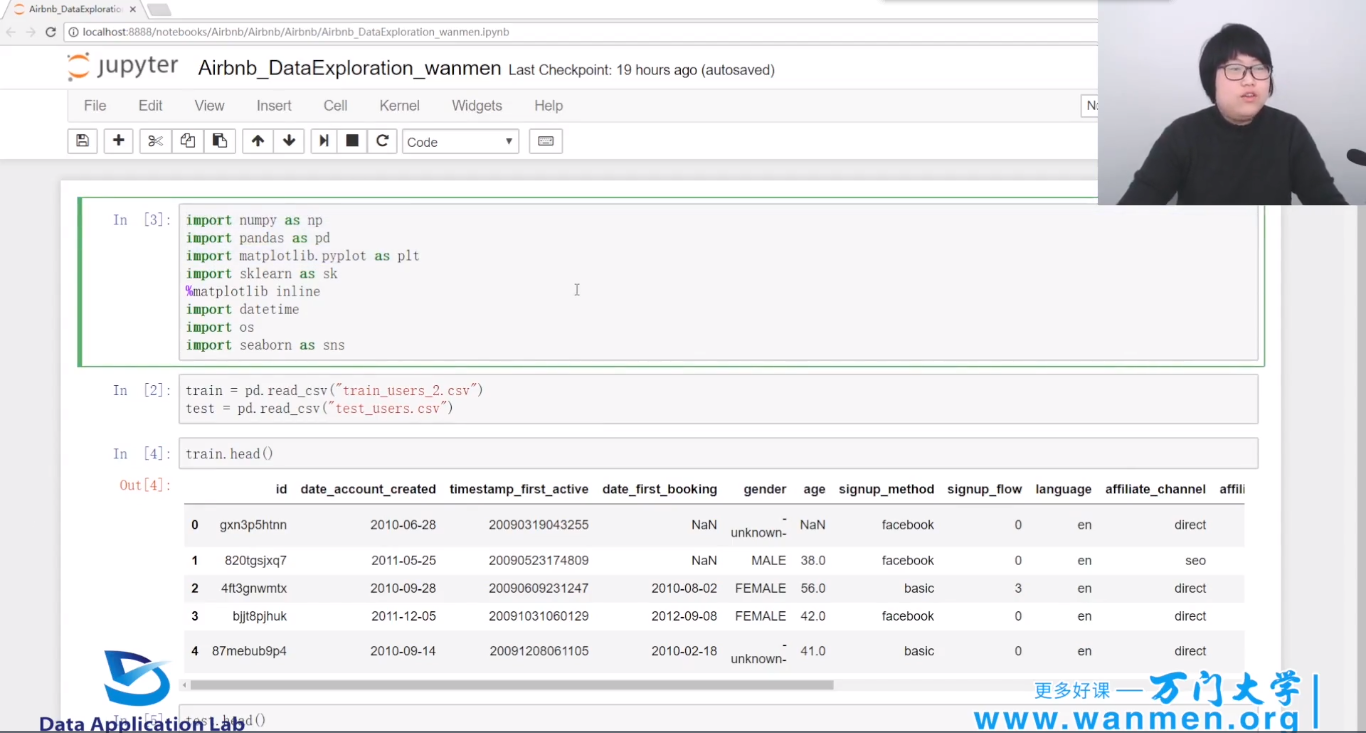 Airbnb_DataExploratio
localhost:8888/notebooks/Airbnb/Airbnb/Airbnb/Airbnb_DataExploration_wanmen.ipynb
jupyter Airbnb_DataExploration_wanmen Last Checkpoint: 19 hours ago (autosaved)
File Edit View Insert Cell Kernel Widgets Help
Code
In [3]:
import numpy as np
import pandas as pd
import matplotlib.pyplot as plt
import sklearn as sk
%matplotlib inline
import datetime
import os
import seaborn as sns
In [2]:
train = pd.read_csv("train_users_2.csv")
test = pd.read_csv("test_users.csv")
In [4]: train.head()
Out[4]:
id date_account_created timestamp_first_active date_first_booking gender age signup_method signup_flow language affiliate_channel affili
0 gxn3p5htnn 2010-06-28 20090319043255 NaN -unknown- NaN facebook 0 en direct
1 820tgsjxq7 2011-05-25 20090523174809 NaN MALE 38.0 facebook 0 en seo
2 4ft3gnwmtx 2010-09-28 20090609231247 2010-08-02 FEMALE 56.0 basic 3 en direct
3 bjjt8pjhuk 2011-12-05 20091031060129 2012-09-08 FEMALE 42.0 facebook 0 en direct
4 87mebub9p4 2010-09-14 20091208061105 2010-02-18 -unknown- 41.0 basic 0 en direct
In [5]: test.head()
Data Application Lab
更多好课 — 万门大学
www.wanmen.org